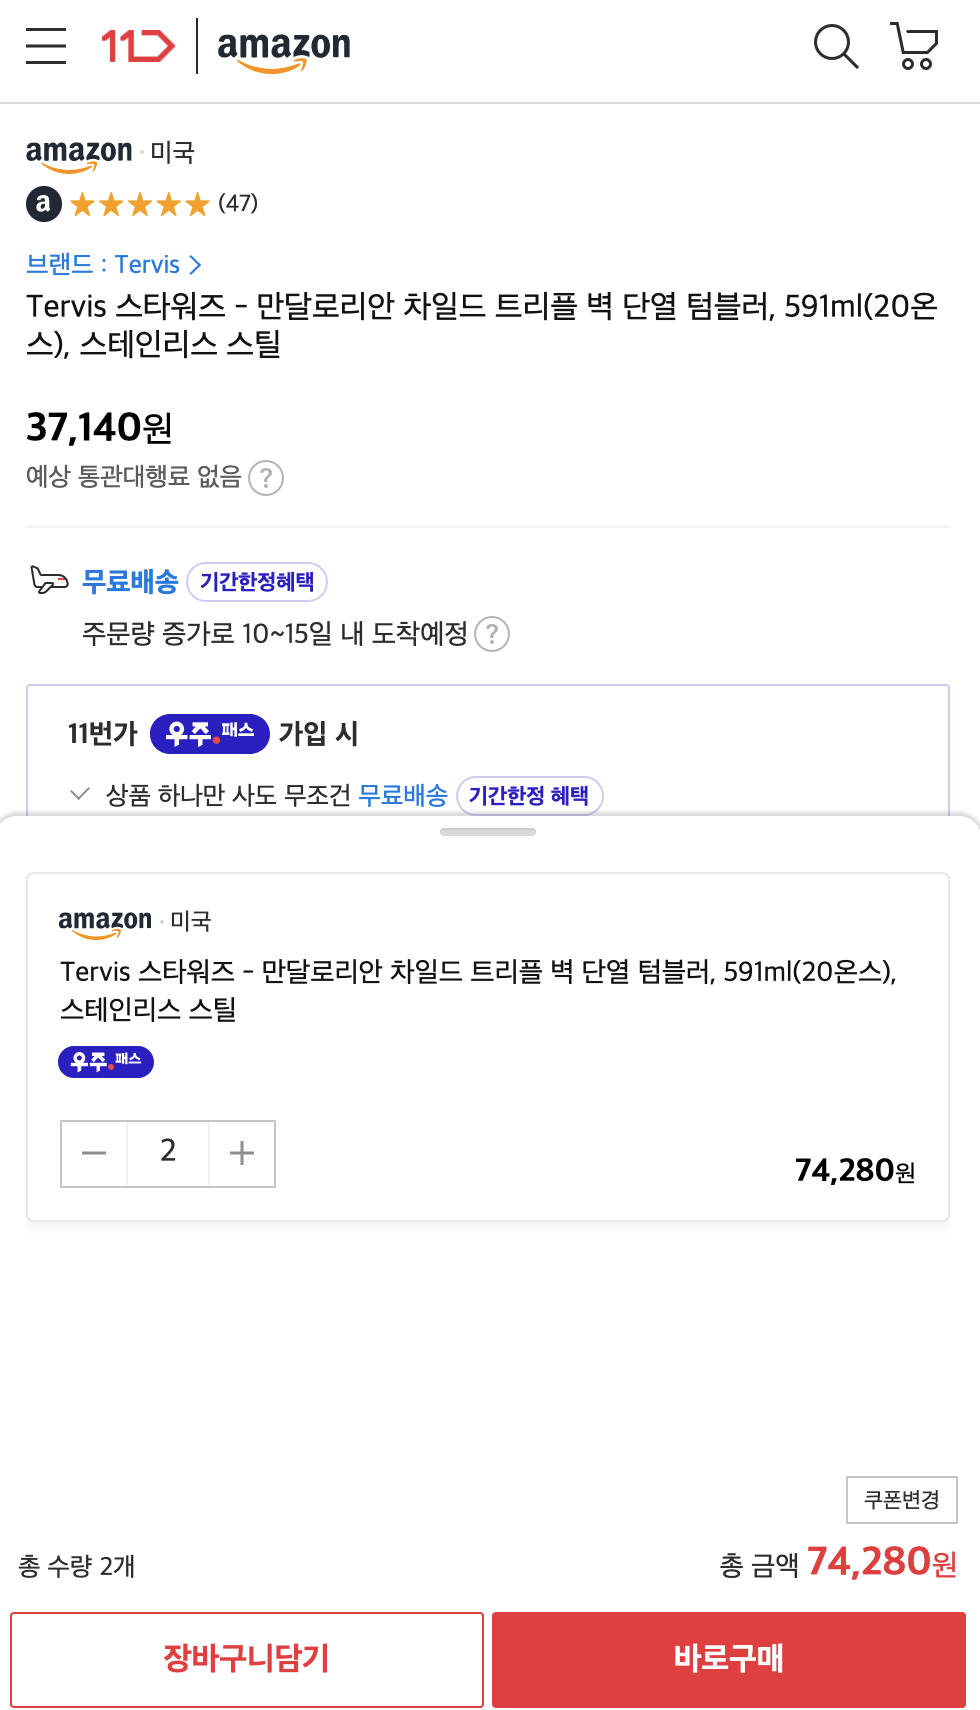 11 amazon
amazon · 미국
a ★★★★★ (47)
브랜드 : Tervis >
Tervis 스타워즈 - 만달로리안 차일드 트리플 벽 단열 텀블러, 591ml(20온
스), 스테인리스 스틸
37,140원
예상 통관대행료 없음 ?
무료배송 기간한정혜택
주문량 증가로 10~15일 내 도착예정 ?
11번가 우주.패스 가입 시
상품 하나만 사도 무조건 무료배송 기간한정 혜택
amazon · 미국
Tervis 스타워즈 - 만달로리안 차일드 트리플 벽 단열 텀블러, 591ml(20온스),
스테인리스 스틸
우주.패스
— 2 +
74,280원
쿠폰변경
총 수량 2개 총 금액 74,280원
장바구니담기 바로구매